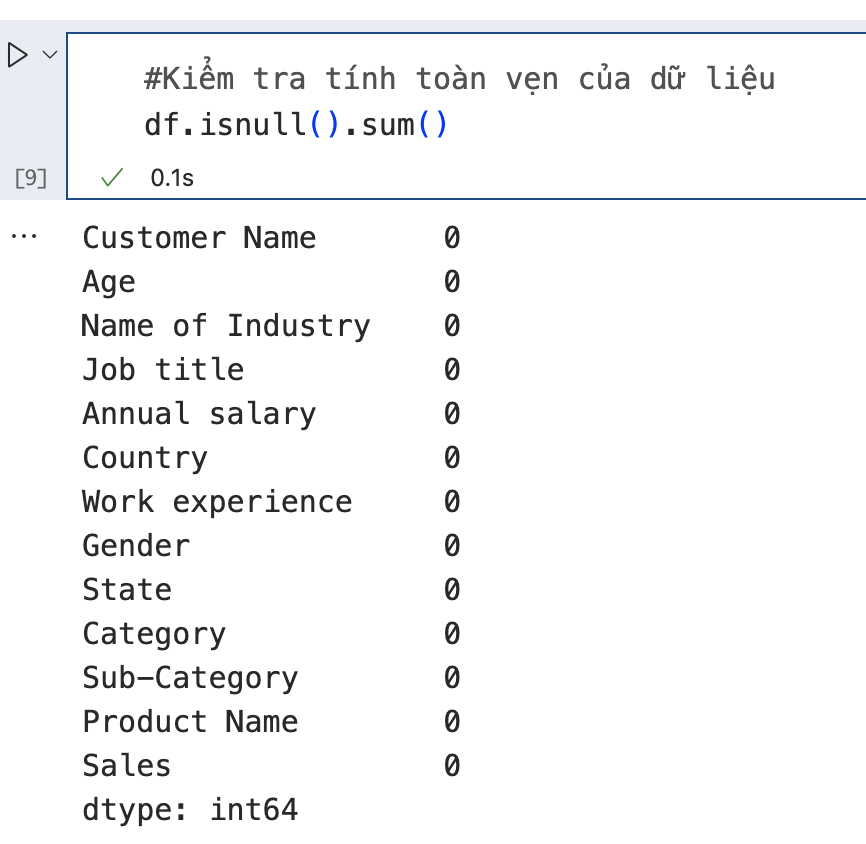 #Kiểm tra tính toàn vẹn của dữ liệu
df.isnull().sum()
[9] 0.1s
... Customer Name 0
Age 0
Name of Industry 0
Job title 0
Annual salary 0
Country 0
Work experience 0
Gender 0
State 0
Category 0
Sub-Category 0
Product Name 0
Sales 0
dtype: int64